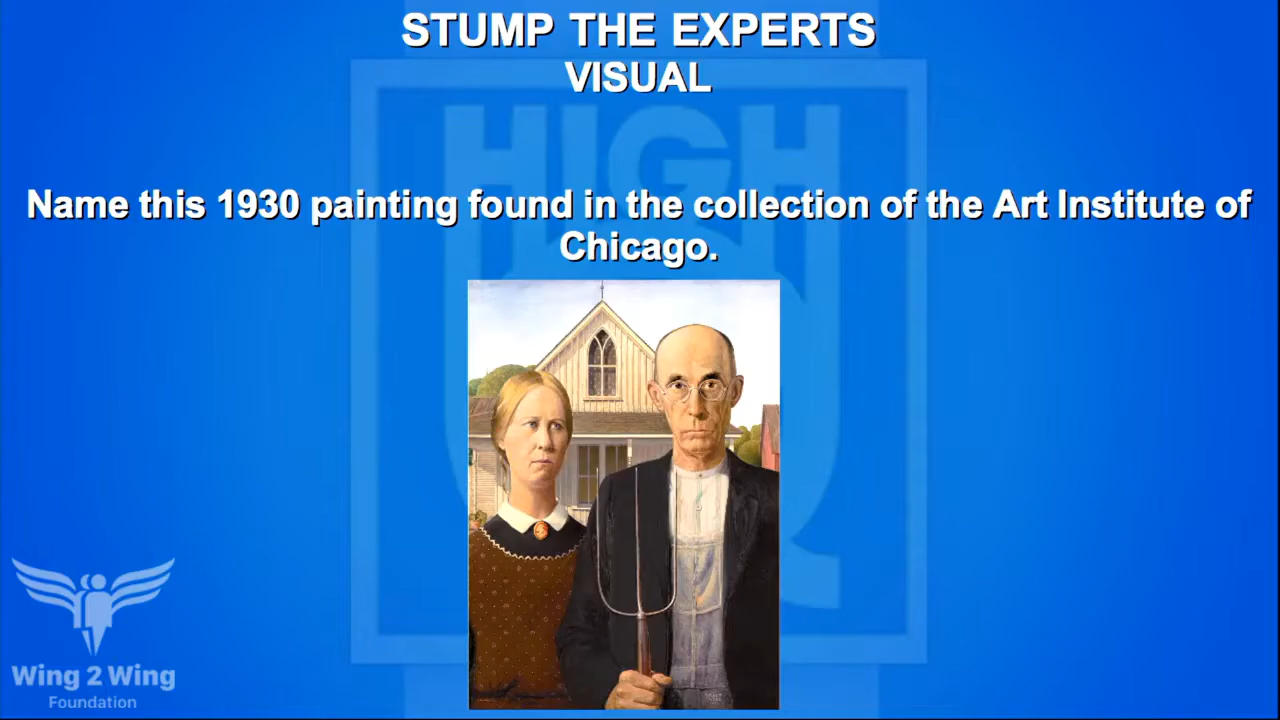 STUMP THE EXPERTS
VISUAL
HIGH
Q
Name this 1930 painting found in the collection of the Art Institute of
Chicago.
Wing 2 Wing
Foundation